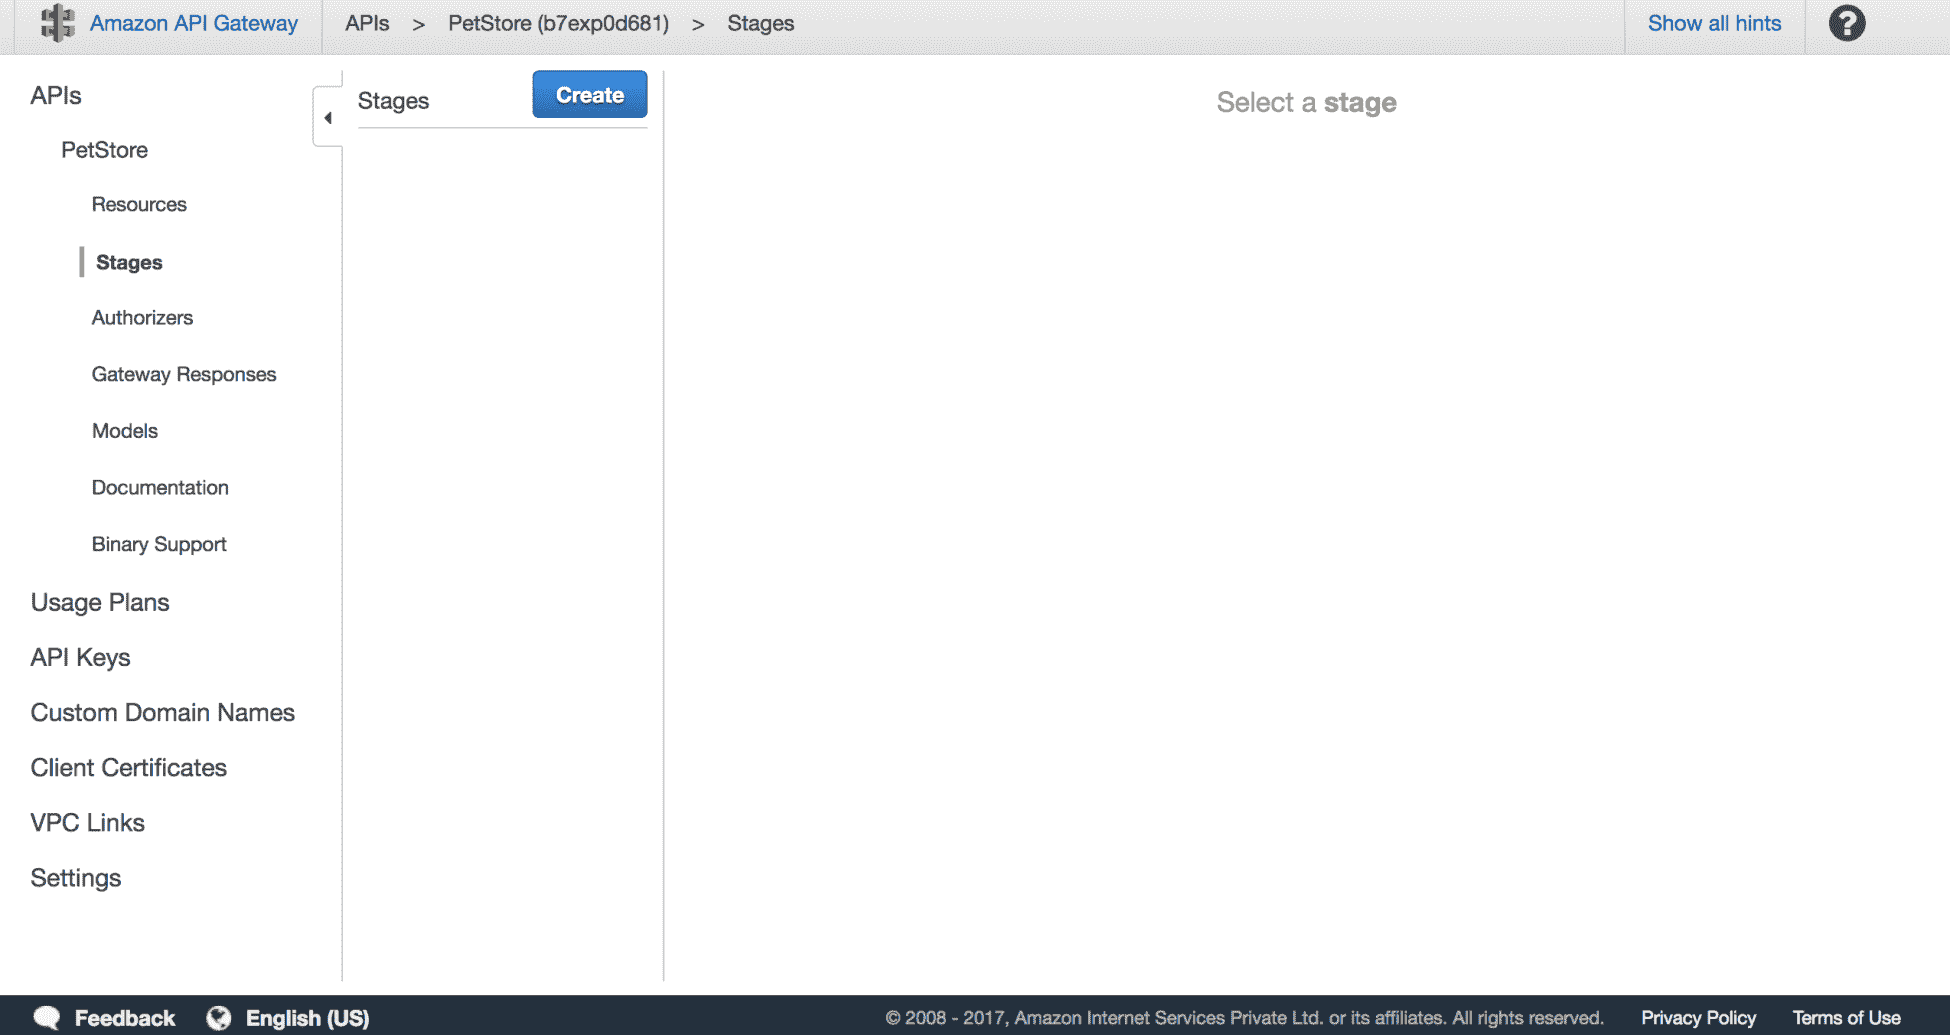 Amazon API Gateway APIs > PetStore (b7exp0d681) > Stages Show all hints ?
APIs
PetStore
Resources
Stages
Authorizers
Gateway Responses
Models
Documentation
Binary Support
Usage Plans
API Keys
Custom Domain Names
Client Certificates
VPC Links
Settings
Stages Create
Select a stage
Feedback English (US) © 2008 - 2017, Amazon Internet Services Private Ltd. or its affiliates. All rights reserved. Privacy Policy Terms of Use